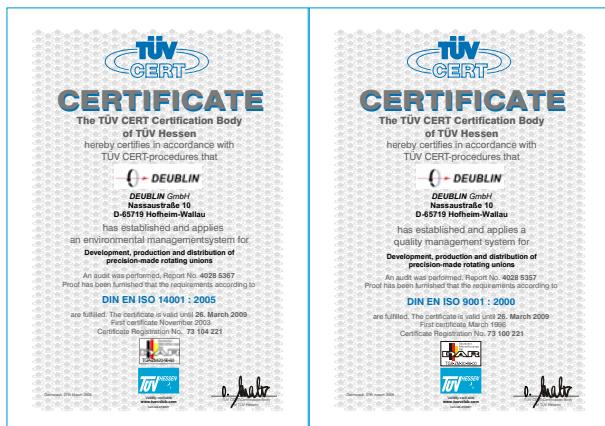 TÜV
CERT
CERTIFICATE
The TÜV CERT Certification Body
of TÜV Hessen
hereby certifies in accordance with
TÜV CERT-procedures that
DEUBLIN
DEUBLIN GmbH
Nassaustraße 10
D-65719 Hofheim-Wallau
has established and applies
an environmental managementsystem for
Development, production and distribution of
precision-made rotating unions
An audit was performed, Report No. 4028 5367
Proof has been furnished that the requirements according to
DIN EN ISO 14001 : 2005
are fulfilled. The certificate is valid until 26. March 2009
First certificate November 2003
Certificate Registration No. 73 104 221
DAR
TÜV HESSEN
TÜV
CERT
CERTIFICATE
The TÜV CERT Certification Body
of TÜV Hessen
hereby certifies in accordance with
TÜV CERT-procedures that
DEUBLIN
DEUBLIN GmbH
Nassaustraße 10
D-65719 Hofheim-Wallau
has established and applies a
quality management system for
Development, production and distribution of
precision-made rotating unions
An audit was performed, Report No. 4028 5357
Proof has been furnished that the requirements according to
DIN EN ISO 9001 : 2000
are fulfilled. The certificate is valid until 26. March 2009
First certificate March 1996
Certificate Registration No. 73 100 221
DAR
TÜV HESSEN